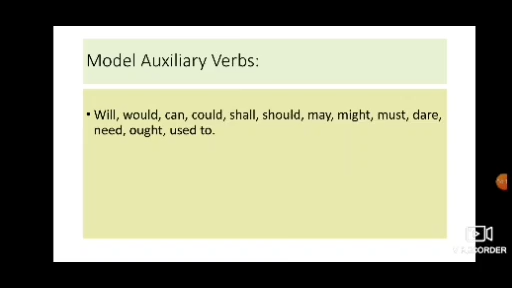 Model Auxiliary Verbs:
• Will, would, can, could, shall, should, may, might, must, dare,
need, ought, used to.